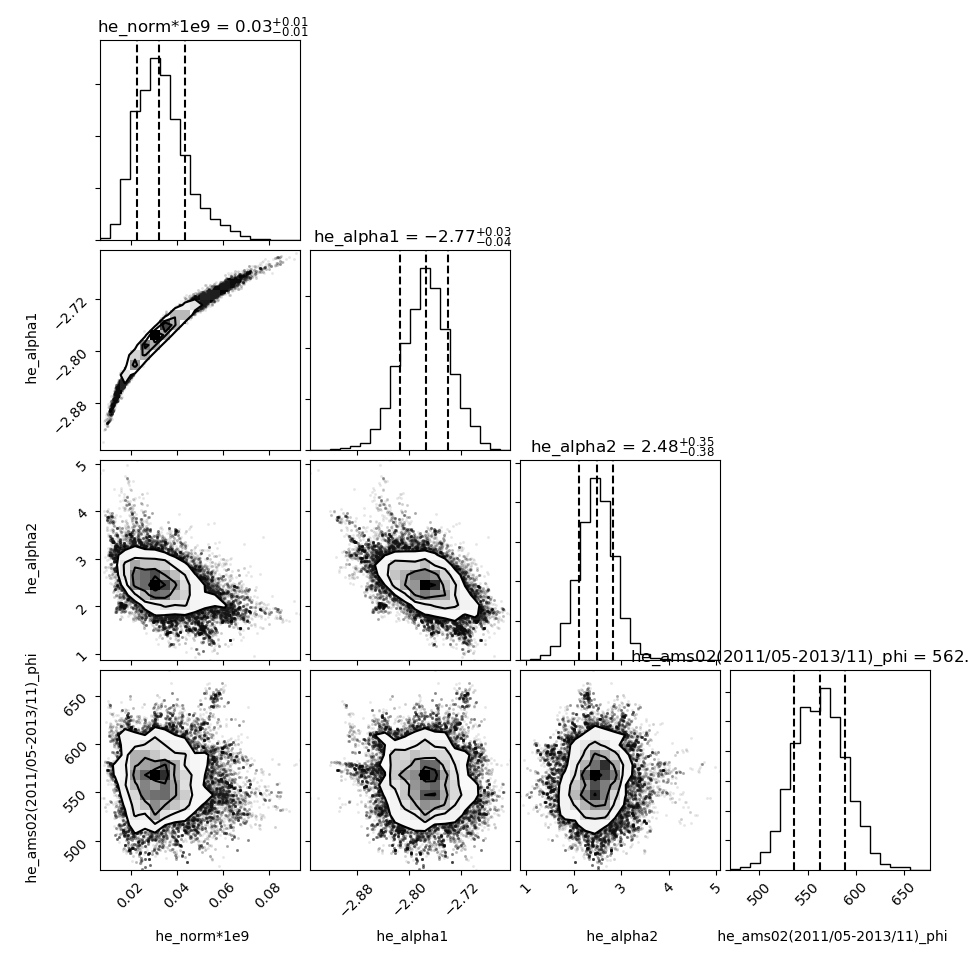 he_norm*1e9 = 0.03+0.01−0.01
he_alpha1 = −2.77+0.03−0.04
he_alpha1
−2.72
−2.80
−2.88
he_alpha2 = 2.48+0.35−0.38
he_alpha2
5
4
3
2
1
he_ams02(2011/05-2013/11)_phi = 562.
he_ams02(2011/05-2013/11)_phi
650
600
550
500
0.02 0.04 0.06 0.08
−2.88 −2.80 −2.72
1 2 3 4 5
500 550 600 650
he_norm*1e9 he_alpha1 he_alpha2 he_ams02(2011/05-2013/11)_phi